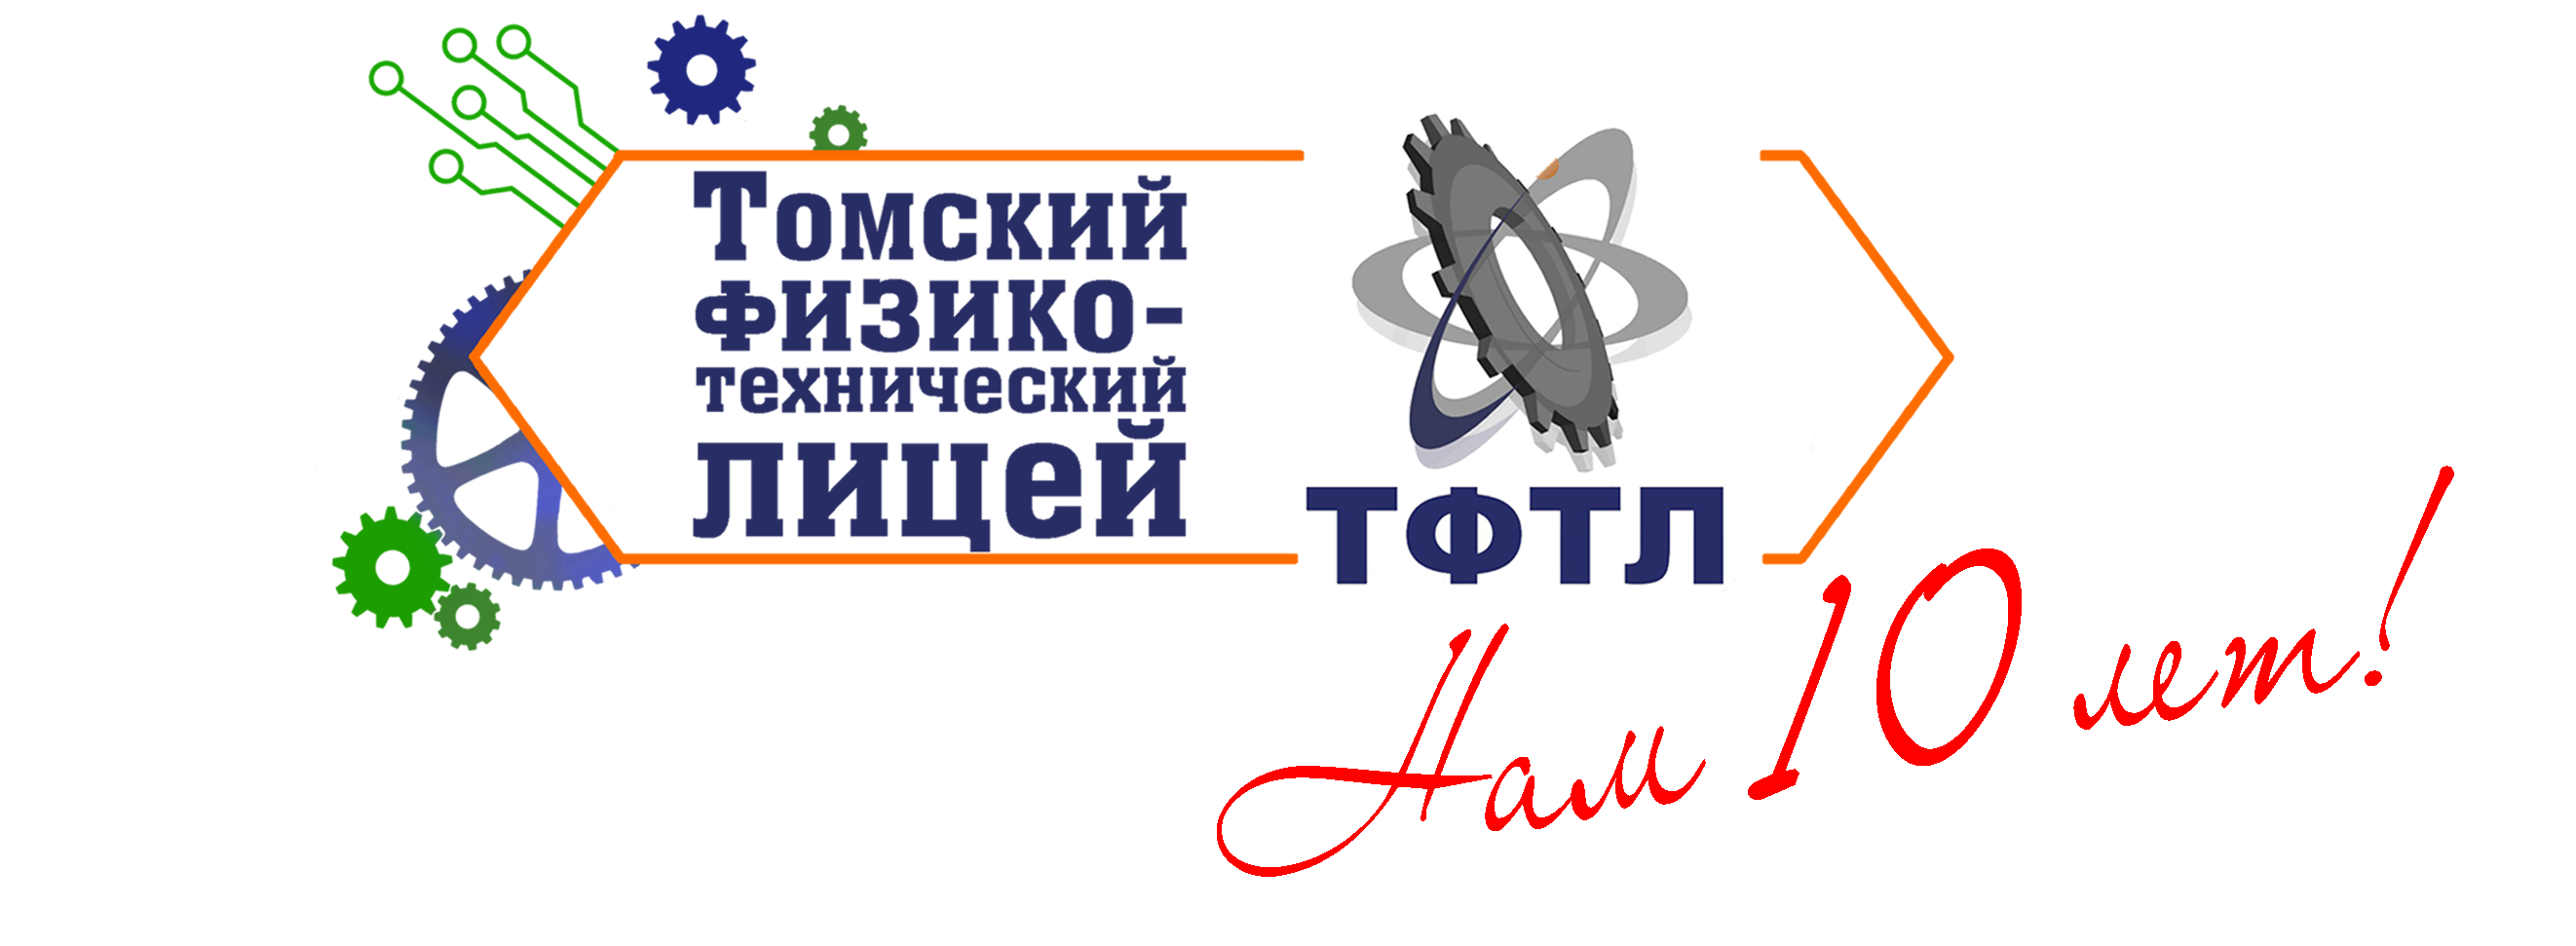 Томский
физико-
технический
лицей
ТФТЛ
Нам 10 лет!